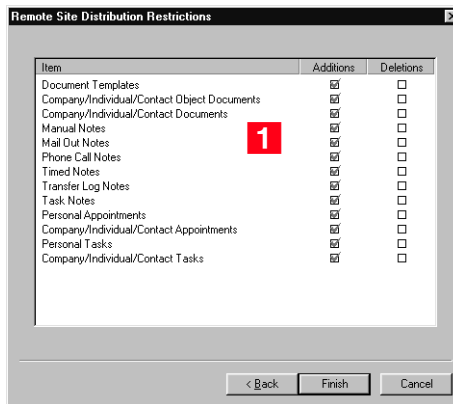 Remote Site Distribution Restrictions
Item Additions Deletions
Document Templates
Company/Individual/Contact Object Documents
Company/Individual/Contact Documents
Manual Notes
1
Mail Out Notes
Phone Call Notes
Timed Notes
Transfer Log Notes
Task Notes
Personal Appointments
Company/Individual/Contact Appointments
Personal Tasks
Company/Individual/Contact Tasks
< Back Finish Cancel